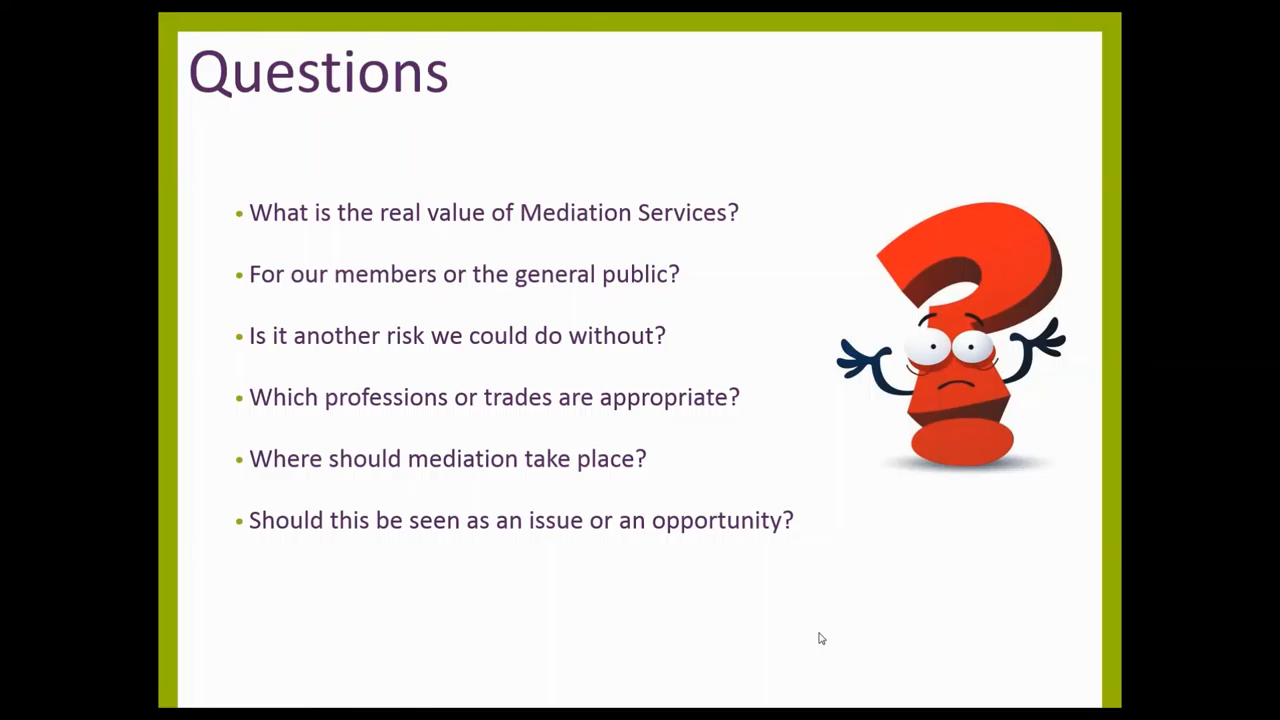 Questions
• What is the real value of Mediation Services?
• For our members or the general public?
• Is it another risk we could do without?
• Which professions or trades are appropriate?
• Where should mediation take place?
• Should this be seen as an issue or an opportunity?